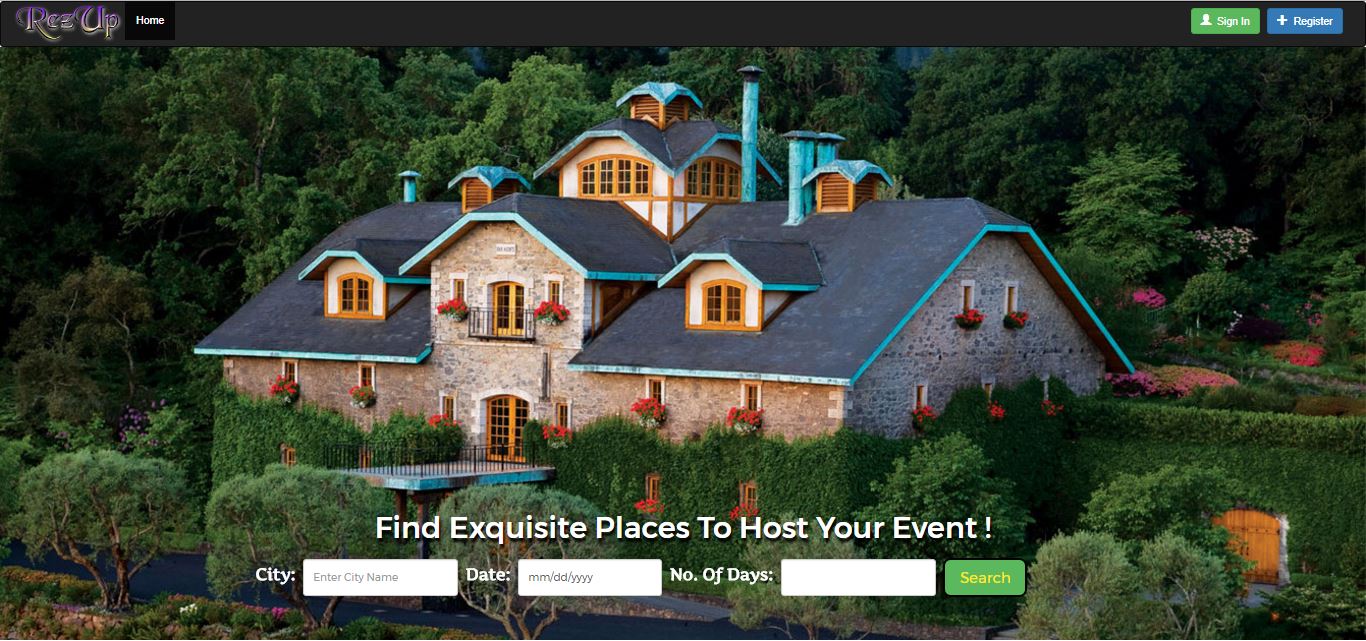 RezUp Home Sign In Register
Find Exquisite Places To Host Your Event !
City: Enter City Name Date: mm/dd/yyyy No. Of Days: Search